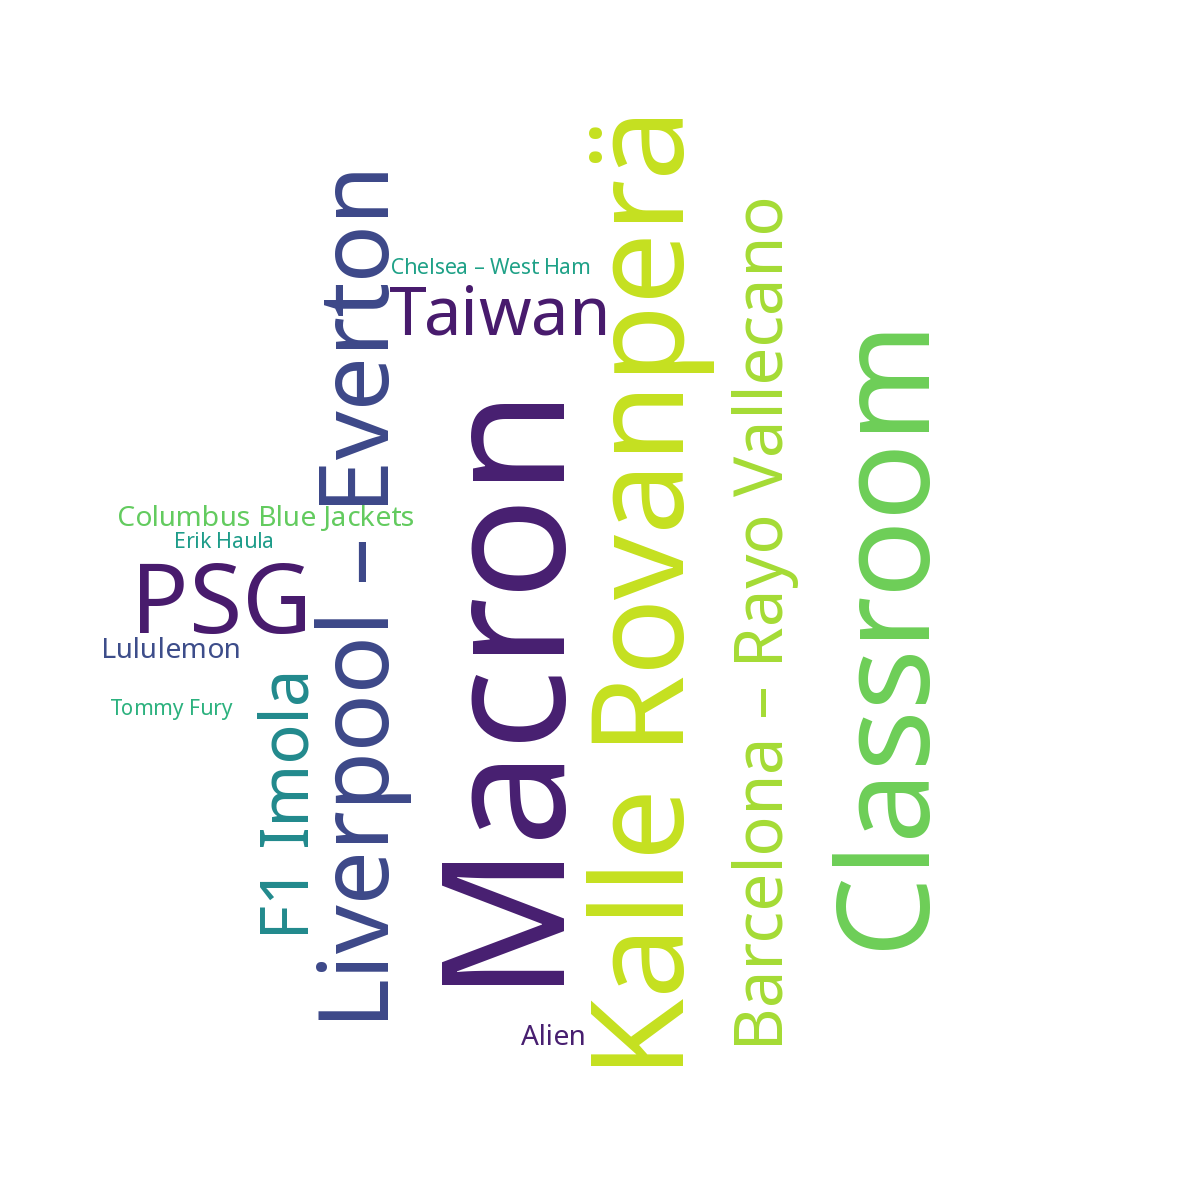 Chelsea – West Ham
Taiwan
Columbus Blue Jackets
Erik Haula
PSG
Lululemon
Tommy Fury
F1 Imola
Liverpool – Everton
Macron
Kalle Rovanperä
Barcelona – Rayo Vallecano
Classroom
Alien